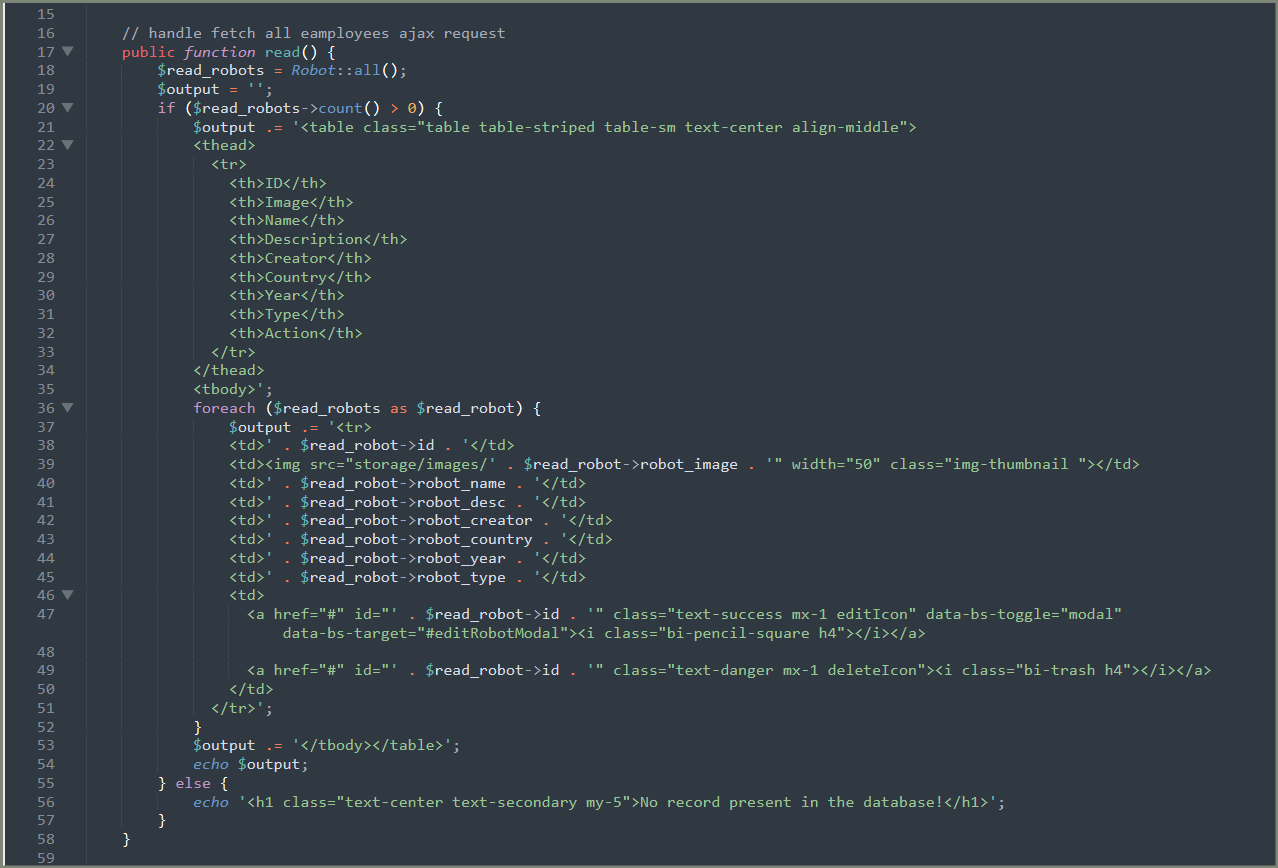 15
16 // handle fetch all eamployees ajax request
17 public function read() {
18 $read_robots = Robot::all();
19 $output = '';
20 if ($read_robots->count() > 0) {
21 $output .= '<table class="table table-striped table-sm text-center align-middle">
22 <thead>
23 <tr>
24 <th>ID</th>
25 <th>Image</th>
26 <th>Name</th>
27 <th>Description</th>
28 <th>Creator</th>
29 <th>Country</th>
30 <th>Year</th>
31 <th>Type</th>
32 <th>Action</th>
33 </tr>
34 </thead>
35 <tbody>';
36 foreach ($read_robots as $read_robot) {
37 $output .= '<tr>
38 <td>' . $read_robot->id . '</td>
39 <td><img src="storage/images/' . $read_robot->robot_image . '" width="50" class="img-thumbnail "></td>
40 <td>' . $read_robot->robot_name . '</td>
41 <td>' . $read_robot->robot_desc . '</td>
42 <td>' . $read_robot->robot_creator . '</td>
43 <td>' . $read_robot->robot_country . '</td>
44 <td>' . $read_robot->robot_year . '</td>
45 <td>' . $read_robot->robot_type . '</td>
46 <td>
47 <a href="#" id="' . $read_robot->id . '" class="text-success mx-1 editIcon" data-bs-toggle="modal"
data-bs-target="#editRobotModal"><i class="bi-pencil-square h4"></i></a>
48
49 <a href="#" id="' . $read_robot->id . '" class="text-danger mx-1 deleteIcon"><i class="bi-trash h4"></i></a>
50 </td>
51 </tr>';
52 }
53 $output .= '</tbody></table>';
54 echo $output;
55 } else {
56 echo '<h1 class="text-center text-secondary my-5">No record present in the database!</h1>';
57 }
58 }
59